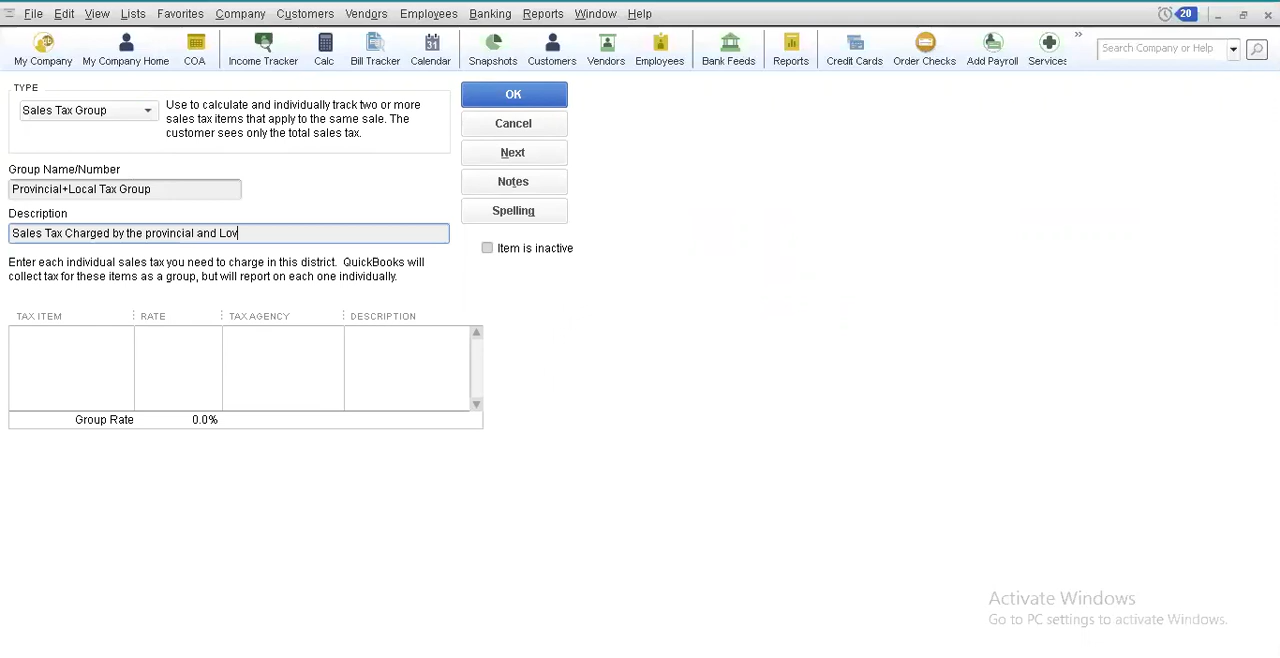 File Edit View Lists Favorites Company Customers Vendors Employees Banking Reports Window Help 20
My Company My Company Home COA Income Tracker Calc Bill Tracker 31 Calendar Snapshots Customers Vendors Employees Bank Feeds Reports Credit Cards Order Checks Add Payroll Services » Search Company or Help
TYPE
Sales Tax Group
Use to calculate and individually track two or more
sales tax items that apply to the same sale. The
customer sees only the total sales tax.
OK
Cancel
Next
Notes
Spelling
Item is inactive
Group Name/Number
Provincial+Local Tax Group
Description
Sales Tax Charged by the provincial and Lov
Enter each individual sales tax you need to charge in this district. QuickBooks will
collect tax for these items as a group, but will report on each one individually.
TAX ITEM RATE TAX AGENCY DESCRIPTION
Group Rate 0.0%
Activate Windows
Go to PC settings to activate Windows.